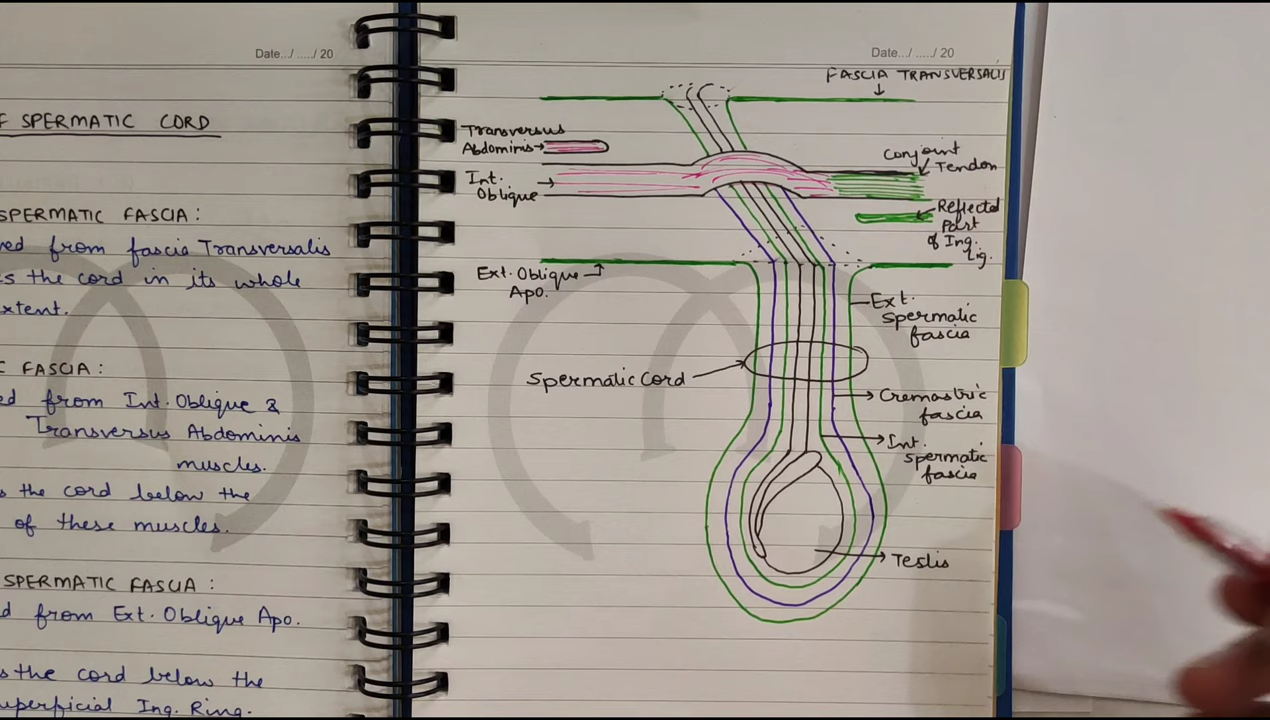 Date.../...../ 20
SPERMATIC CORD
SPERMATIC FASCIA:
from fascia Transversalis
the cord in its whole
FASCIA:
from Int. Oblique &
Transversus Abdominis
muscles.
the cord below the
of these muscles.
SPERMATIC FASCIA:
from Ext. Oblique Apo.
the cord below the
Ing. Ring.
Date.../...../ 20
FASCIA TRANSVERSALIS
Transversus
Abdominis
Conjoint
Tendon
Int.
Oblique
Reflected
Part
of Ing.
Lig.
Ext. Oblique
Apo.
Ext.
Spermatic
fascia
Spermatic Cord
Cremastric
fascia
Int.
Spermatic
fascia
Testis